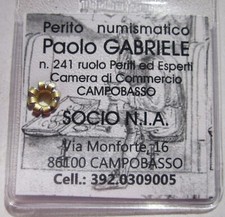 Perito numismatico
Paolo GABRIELE
n. 241 ruolo Periti ed Esperti
Camera di Commercio
CAMPOBASSO
SOCIO N.I.A.
Via Monforte, 16
86100 CAMPOBASSO
Cell.: 392.0309005